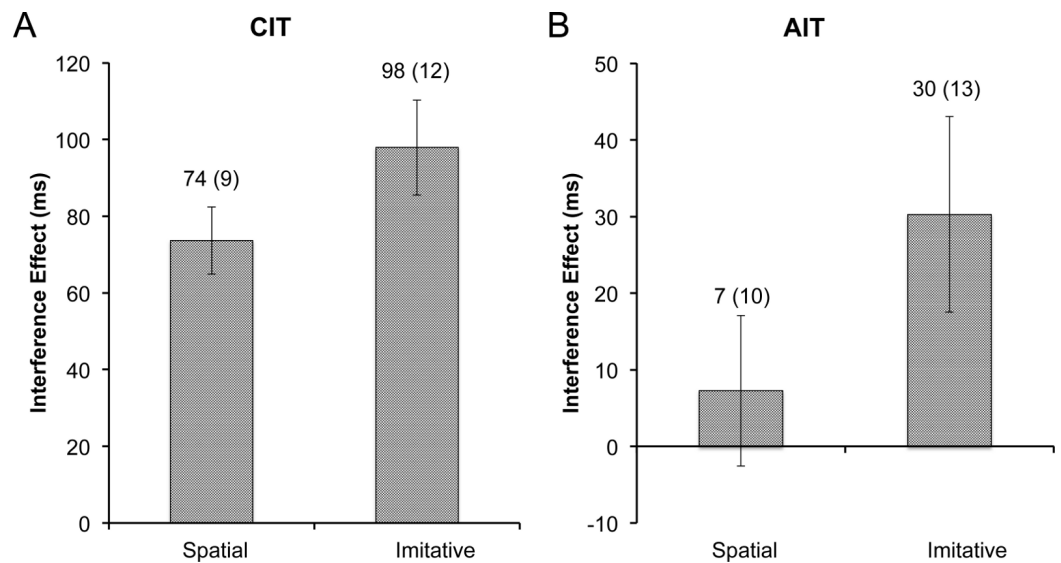 A
CIT
Interference Effect (ms)
120
100
80
60
40
20
0
74 (9)
98 (12)
Spatial
Imitative
B
AIT
Interference Effect (ms)
50
40
30
20
10
0
-10
7 (10)
30 (13)
Spatial
Imitative